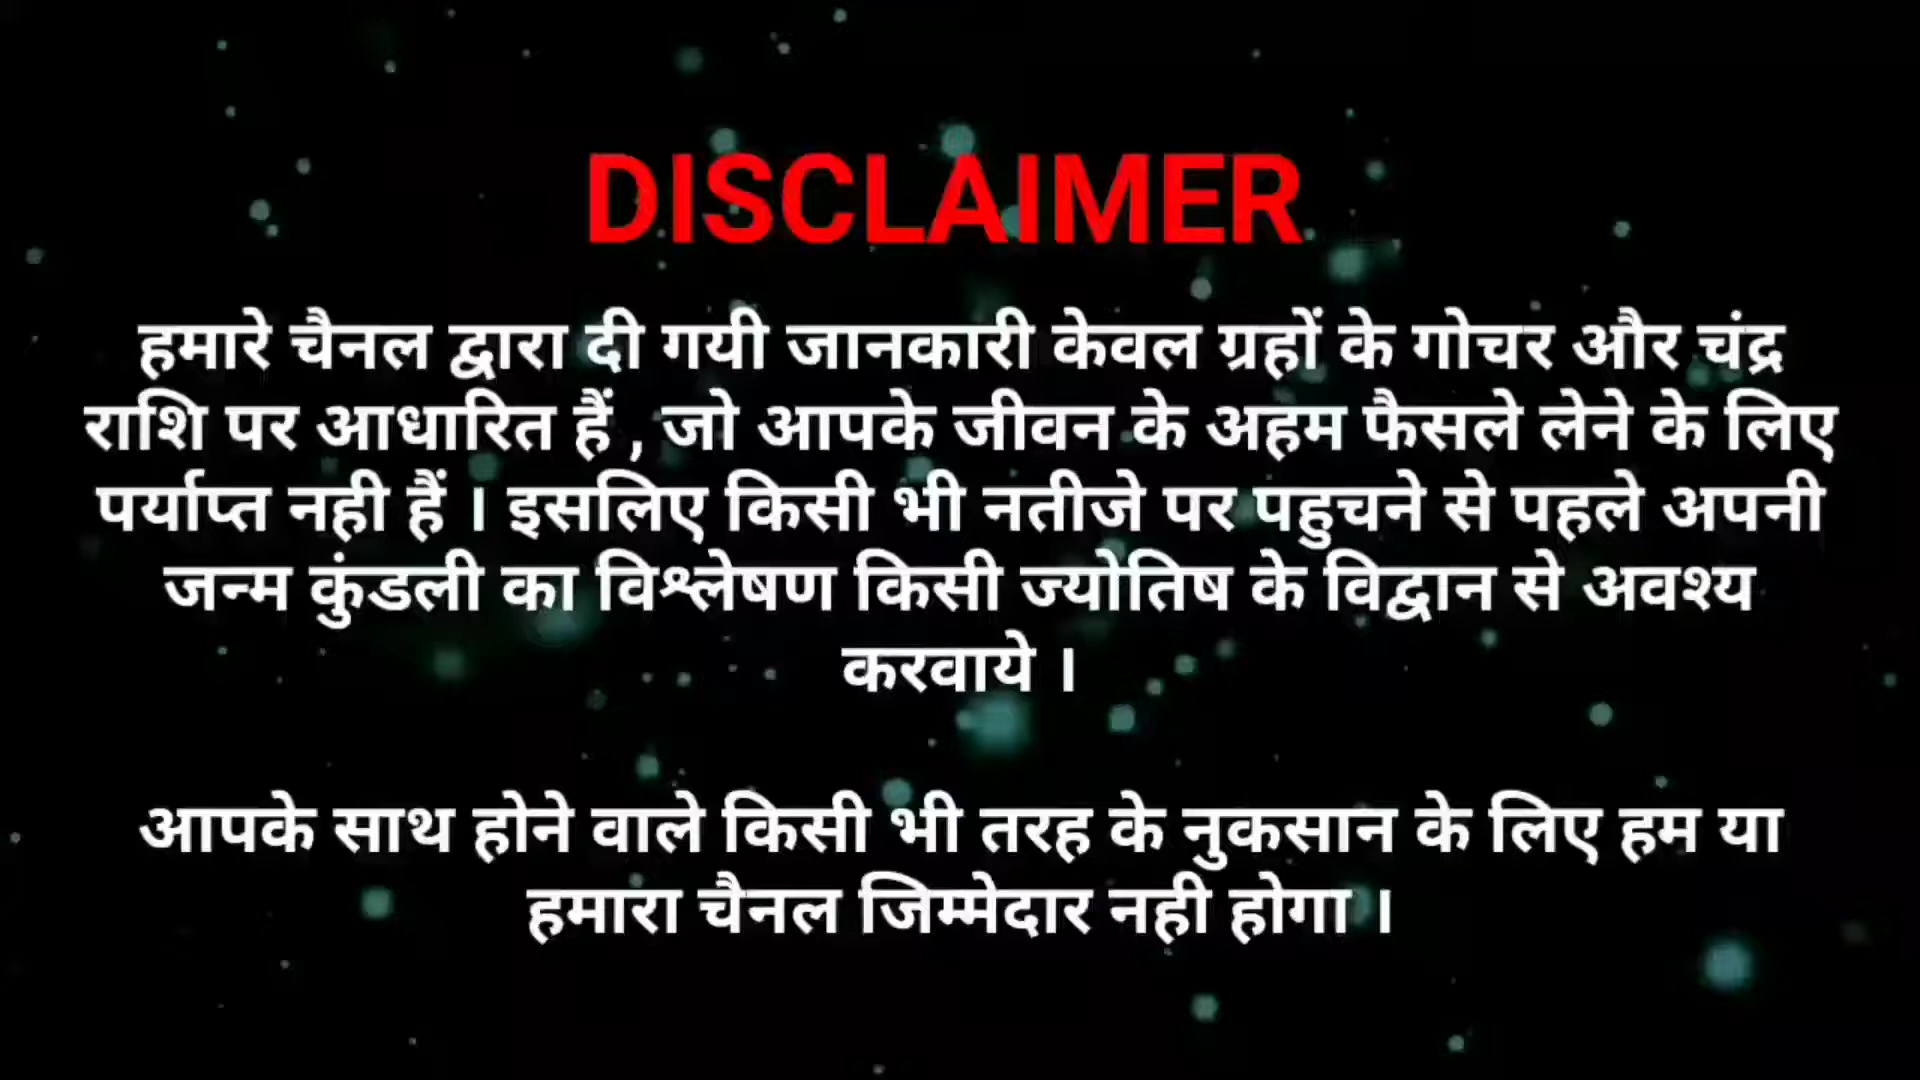 DISCLAIMER
हमारे चैनल द्वारा दी गयी जानकारी केवल ग्रहों के गोचर और चंद्र
राशि पर आधारित हैं , जो आपके जीवन के अहम फैसले लेने के लिए
पर्याप्त नही हैं । इसलिए किसी भी नतीजे पर पहुचने से पहले अपनी
जन्म कुंडली का विश्लेषण किसी ज्योतिष के विद्वान से अवश्य
करवाये ।
आपके साथ होने वाले किसी भी तरह के नुकसान के लिए हम या
हमारा चैनल जिम्मेदार नही होगा ।